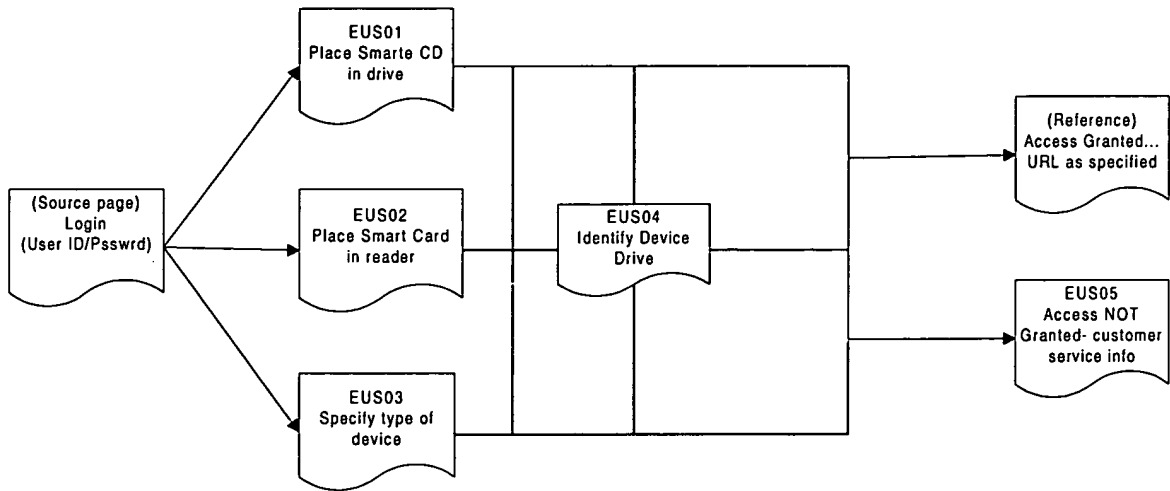 (Source page)
Login
(User ID/Psswrd)
EUS01
Place Smarte CD
in drive
EUS02
Place Smart Card
in reader
EUS03
Specify type of
device
EUS04
Identify Device
Drive
(Reference)
Access Granted...
URL as specified
EUS05
Access NOT
Granted- customer
service info